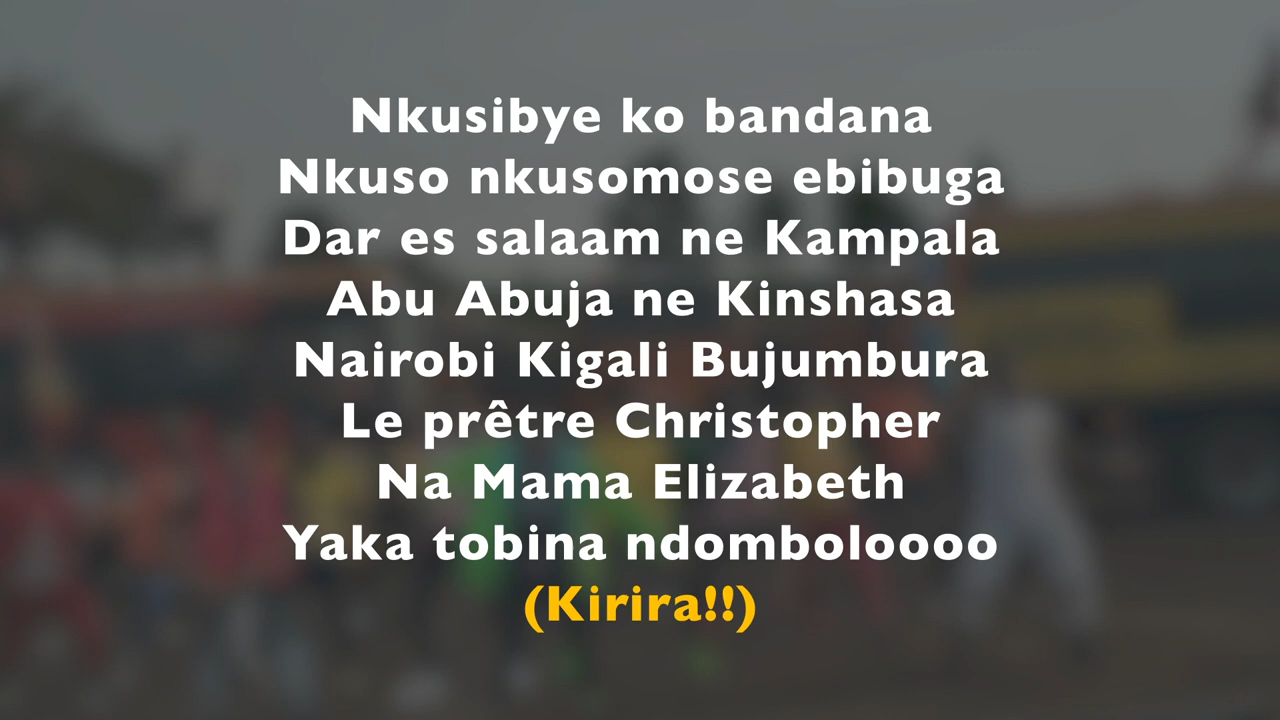 Nkusibye ko bandana
Nkuso nkusomose ebibuga
Dar es salaam ne Kampala
Abu Abuja ne Kinshasa
Nairobi Kigali Bujumbura
Le prêtre Christopher
Na Mama Elizabeth
Yaka tobina ndomboloooo
(Kirira!!)